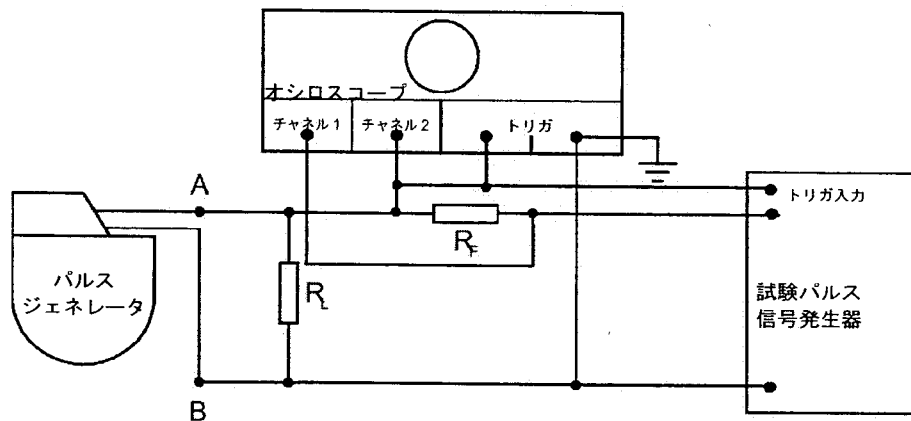 オシロスコープ
チャネル1
チャネル2
トリガ
A
トリガ入力
R_F
パルス
ジェネレータ
R_L
試験パルス
信号発生器
B